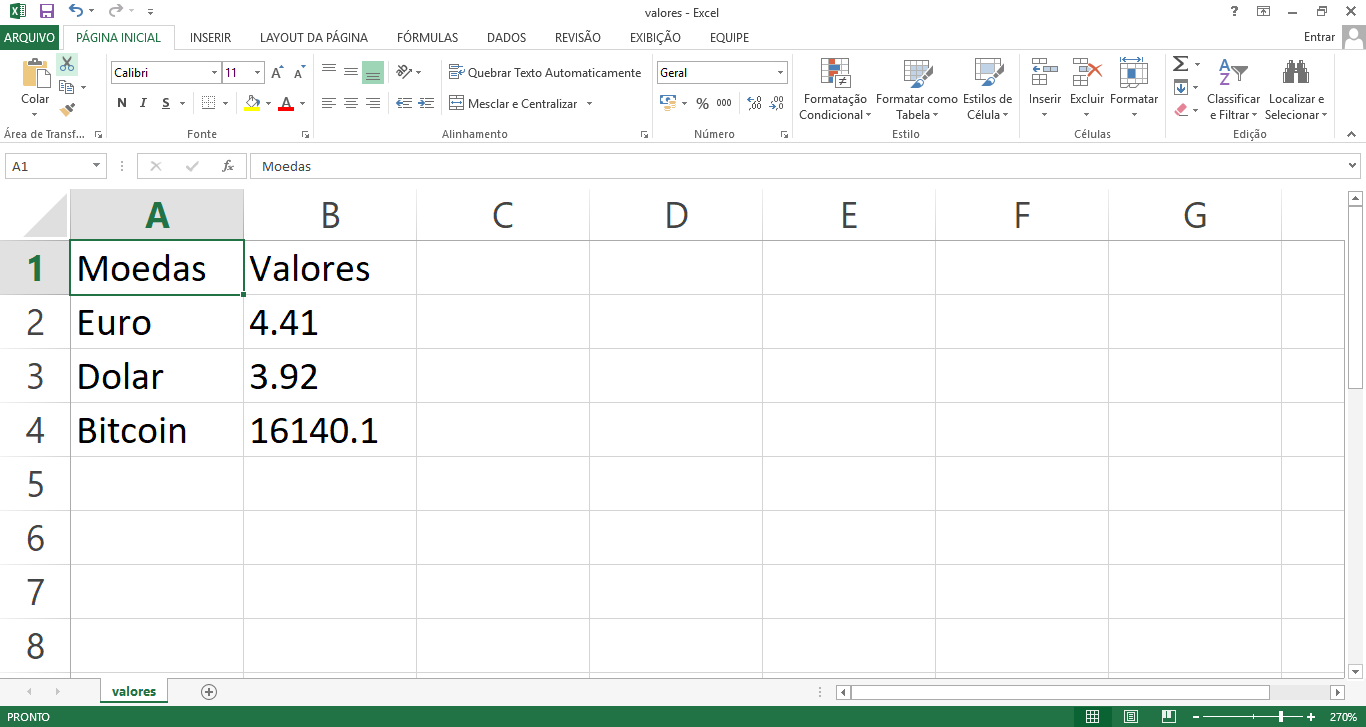 valores - Excel
ARQUIVO PÁGINA INICIAL INSERIR LAYOUT DA PÁGINA FÓRMULAS DADOS REVISÃO EXIBIÇÃO EQUIPE Entrar
Colar
Área de Transf...
Calibri 11
N I S A
Fonte
Quebrar Texto Automaticamente
Mesclar e Centralizar
Alinhamento
Geral
% 000 ,00 ,00
Número
Formatação Condicional
Formatar como Tabela
Estilos de Célula
Estilo
Inserir Excluir Formatar
Células
Classificar e Filtrar
Localizar e Selecionar
Edição
A1 fx Moedas
A B C D E F G
1 Moedas Valores
2 Euro 4.41
3 Dolar 3.92
4 Bitcoin 16140.1
5
6
7
8
valores
PRONTO 270%